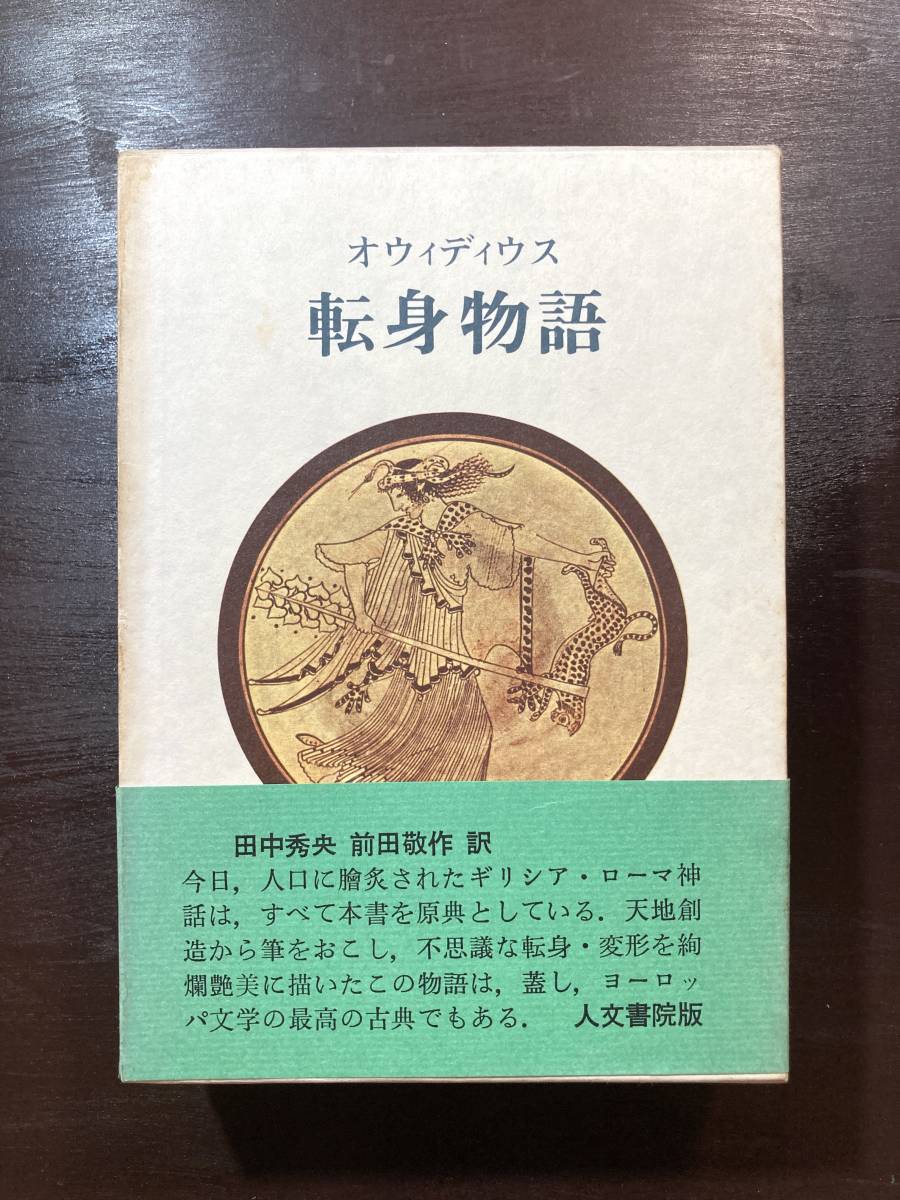 オウィディウス
転身物語
田中秀央 前田敬作 訳
今日，人口に膾炙されたギリシア・ローマ神
話は，すべて本書を原典としている．天地創
造から筆をおこし，不思議な転身・変形を絢
爛艶美に描いたこの物語は，蓋し，ヨーロッ
パ文学の最高の古典でもある． 人文書院版